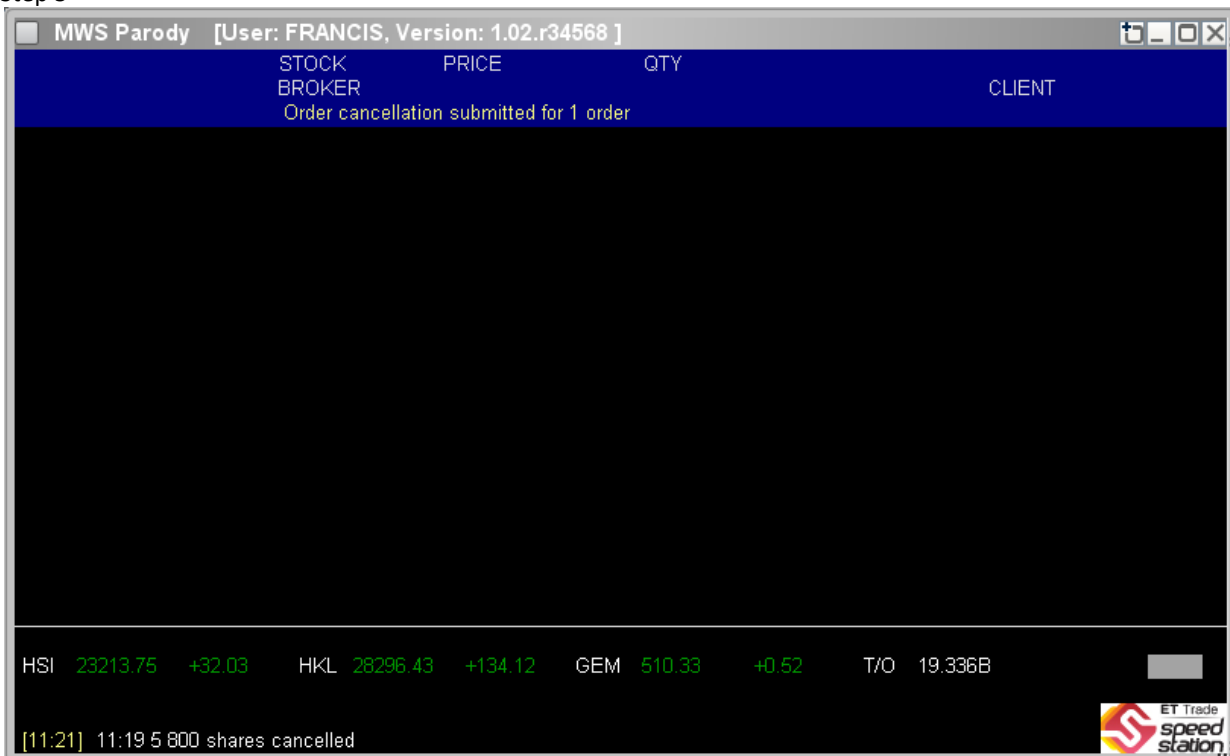 MWS Parody [User: FRANCIS, Version: 1.02.r34568 ]
STOCK PRICE QTY
BROKER CLIENT
Order cancellation submitted for 1 order
HSI 23213.75 +32.03 HKL 28296.43 +134.12 GEM 510.33 +0.52 T/O 19.336B
ET Trade
speed
station
[11:21] 11:19 5 800 shares cancelled